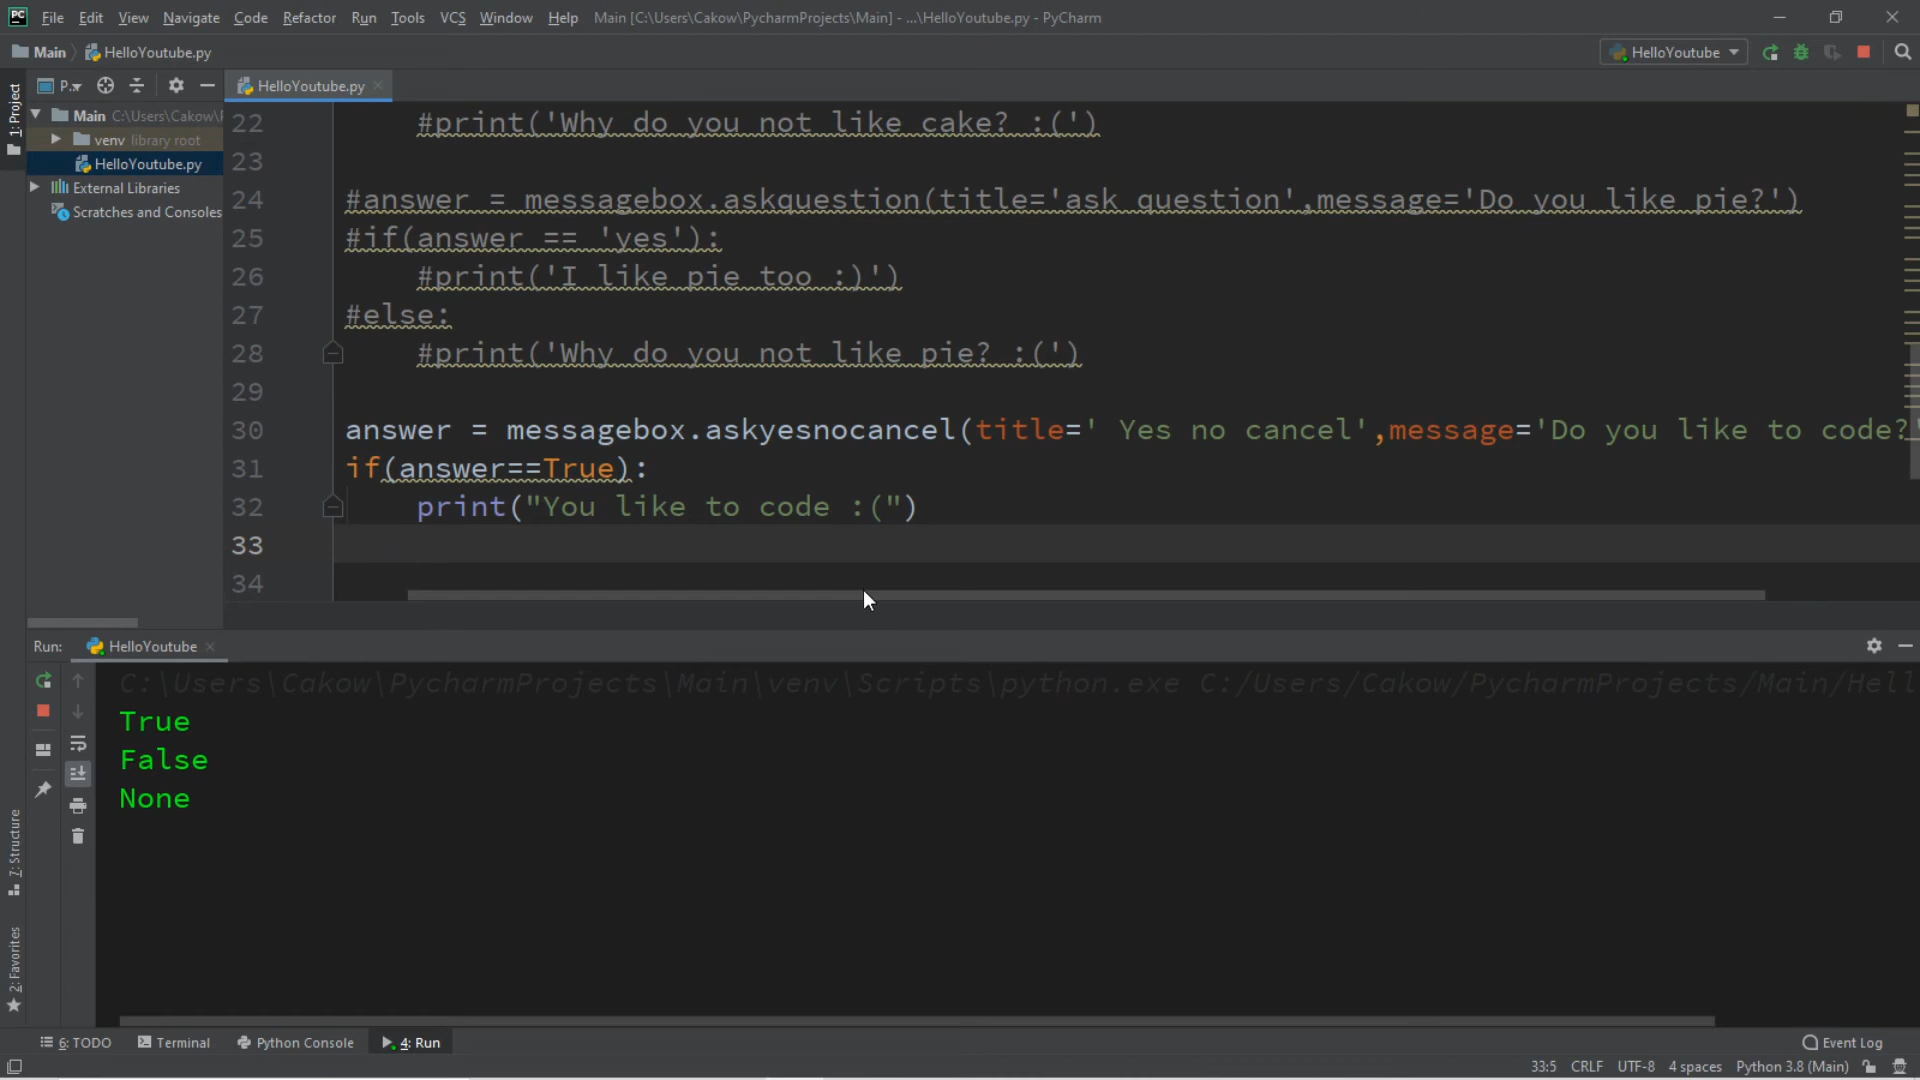 File Edit View Navigate Code Refactor Run Tools VCS Window Help Main [C:\Users\Cakow\PycharmProjects\Main] - ...\HelloYoutube.py - PyCharm
Main HelloYoutube.py HelloYoutube
1: Project
P... HelloYoutube.py
Main C:\Users\Cakow\
venv library root
HelloYoutube.py
External Libraries
Scratches and Consoles
22 #print('Why do you not like cake? :(')
23
24 #answer = messagebox.askquestion(title='ask question',message='Do you like pie?')
25 #if(answer == 'yes'):
26 #print('I like pie too :)')
27 #else:
28 #print('Why do you not like pie? :(')
29
30 answer = messagebox.askyesnocancel(title=' Yes no cancel',message='Do you like to code?'
31 if(answer==True):
32 print("You like to code :(")
33
34
Run: HelloYoutube
C:\Users\Cakow\PycharmProjects\Main\venv\Scripts\python.exe C:/Users/Cakow/PycharmProjects/Main/Hell
True
False
None
7: Structure
2: Favorites
6: TODO Terminal Python Console 4: Run Event Log
33:5 CRLF UTF-8 4 spaces Python 3.8 (Main)